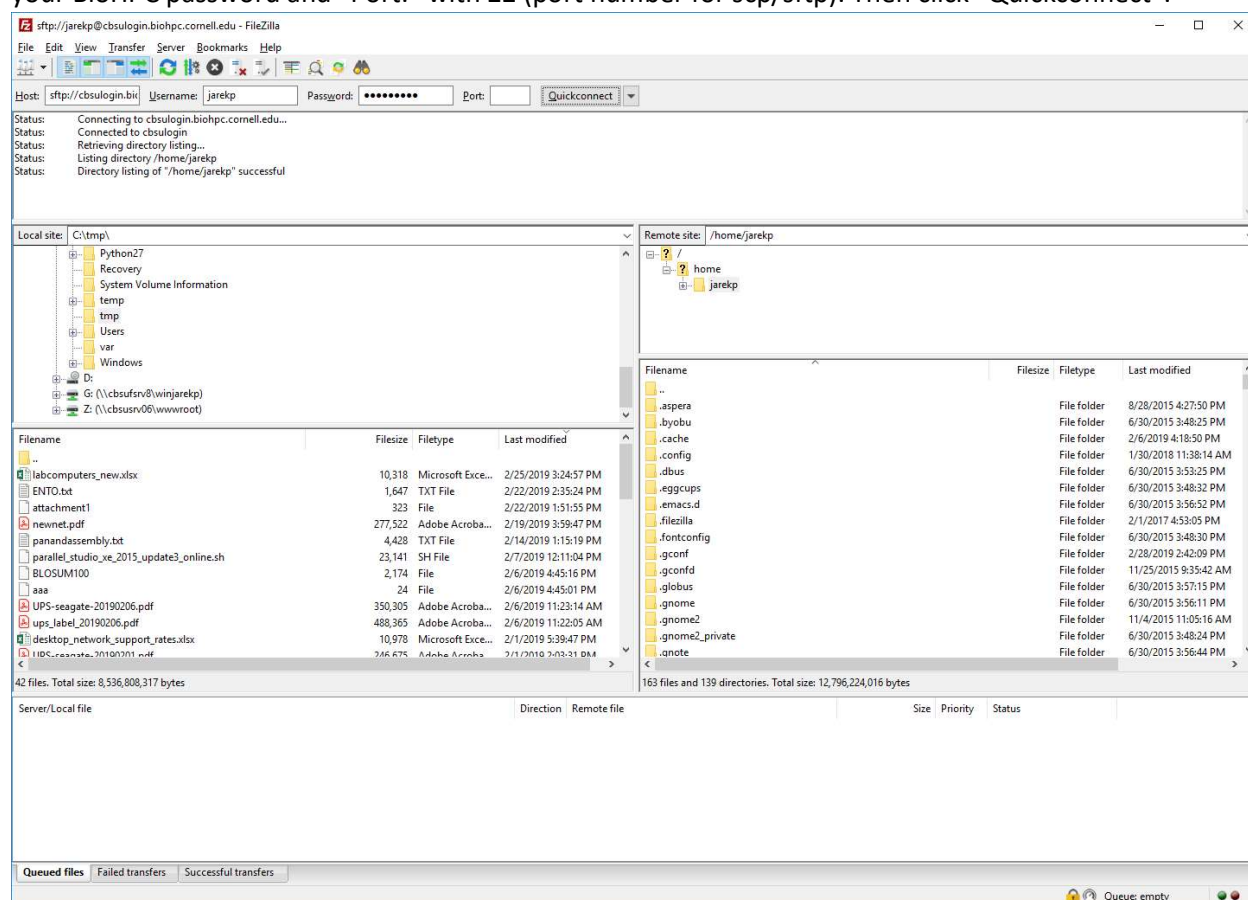 your BioHPC password and "Port:" with 22 (port number for scp/sftp). Then click "Quickconnect".
sftp://jarekp@cbsulogin.biohpc.cornell.edu - FileZilla
File Edit View Transfer Server Bookmarks Help
Host: sftp://cbsulogin.bic Username: jarekp Password: ●●●●●●●●● Port: Quickconnect
Status: Connecting to cbsulogin.biohpc.cornell.edu...
Status: Connected to cbsulogin
Status: Retrieving directory listing...
Status: Listing directory /home/jarekp
Status: Directory listing of "/home/jarekp" successful
Local site: C:\tmp\
Python27
Recovery
System Volume Information
temp
tmp
Users
var
Windows
D:
G: (\\cbsufsrv8\winjarekp)
Z: (\\cbsusrv06\wwwroot)
Filename Filesize Filetype Last modified
..
labcomputers_new.xlsx 10,318 Microsoft Exce... 2/25/2019 3:24:57 PM
ENTO.txt 1,647 TXT File 2/22/2019 2:35:24 PM
attachment1 323 File 2/22/2019 1:51:55 PM
newnet.pdf 277,522 Adobe Acroba... 2/19/2019 3:59:47 PM
panandassembly.txt 4,428 TXT File 2/14/2019 1:15:19 PM
parallel_studio_xe_2015_update3_online.sh 23,141 SH File 2/7/2019 12:11:04 PM
BLOSUM100 2,174 File 2/6/2019 4:45:16 PM
aaa 24 File 2/6/2019 4:45:01 PM
UPS-seagate-20190206.pdf 350,305 Adobe Acroba... 2/6/2019 11:23:14 AM
ups_label_20190206.pdf 488,365 Adobe Acroba... 2/6/2019 11:22:05 AM
desktop_network_support_rates.xlsx 10,978 Microsoft Exce... 2/1/2019 5:39:47 PM
UPS-seagate-20190201.pdf 246,675 Adobe Acroba... 2/1/2019 2:03:31 PM
42 files. Total size: 8,536,808,317 bytes
Remote site: /home/jarekp
/
home
jarekp
Filename Filesize Filetype Last modified
..
.aspera File folder 8/28/2015 4:27:50 PM
.byobu File folder 6/30/2015 3:48:25 PM
.cache File folder 2/6/2019 4:18:50 PM
.config File folder 1/30/2018 11:38:14 AM
.dbus File folder 6/30/2015 3:53:25 PM
.eggcups File folder 6/30/2015 3:48:32 PM
.emacs.d File folder 6/30/2015 3:56:52 PM
.filezilla File folder 2/1/2017 4:53:05 PM
.fontconfig File folder 6/30/2015 3:48:30 PM
.gconf File folder 2/28/2019 2:42:09 PM
.gconfd File folder 11/25/2015 9:35:42 AM
.globus File folder 6/30/2015 3:57:15 PM
.gnome File folder 6/30/2015 3:56:11 PM
.gnome2 File folder 11/4/2015 11:05:16 AM
.gnome2_private File folder 6/30/2015 3:48:24 PM
.gnote File folder 6/30/2015 3:56:44 PM
163 files and 139 directories. Total size: 12,796,224,016 bytes
Server/Local file Direction Remote file Size Priority Status
Queued files Failed transfers Successful transfers
Queue: empty